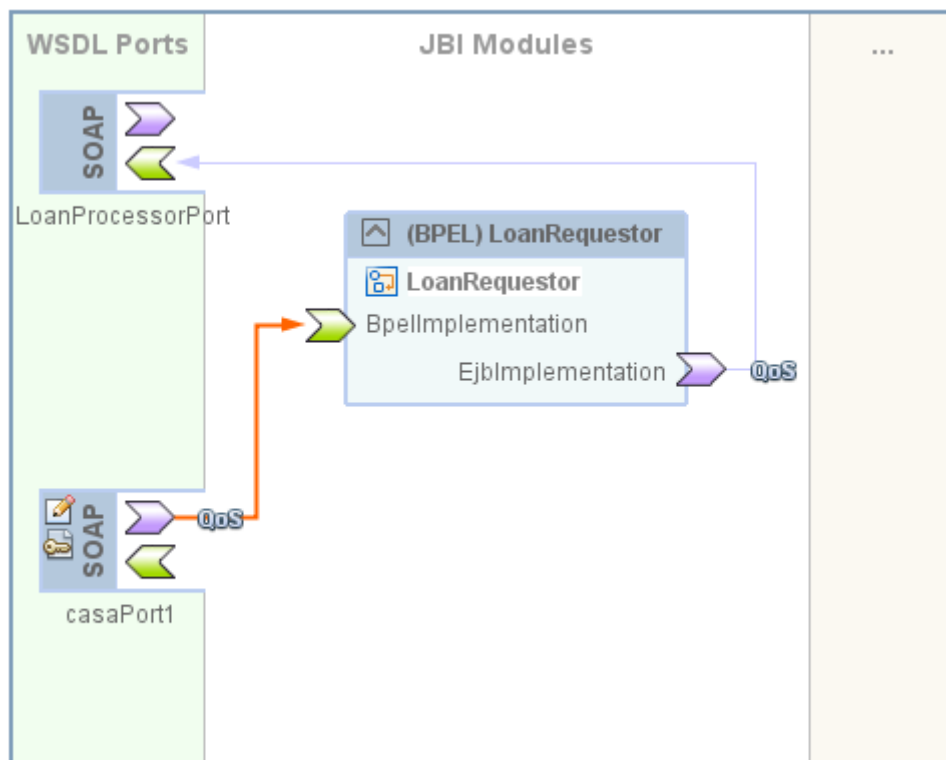 WSDL Ports
JBI Modules
...
SOAP
LoanProcessorPort
(BPEL) LoanRequestor
LoanRequestor
BpelImplementation
EjbImplementation
QoS
SOAP
QoS
casaPort1